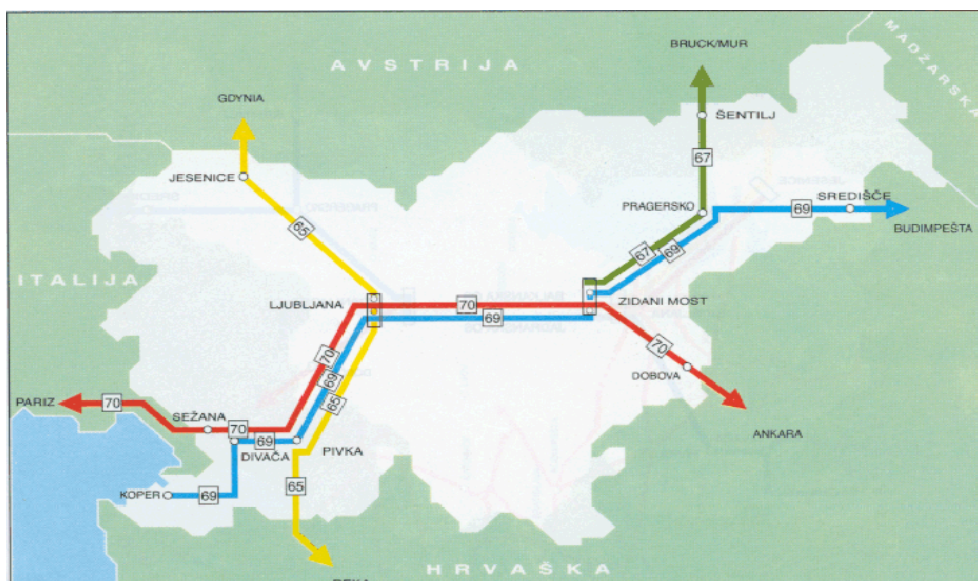 BRUCK/MUR
MADŽARSKA
AVSTRIJA
GDYNIA
ŠENTILJ
67
JESENICE
PRAGERSKO
SREDIŠČE
69
BUDIMPEŠTA
65
67
69
ITALIJA
LJUBLJANA
70
69
ZIDANI MOST
70
69
65
70
DOBOVA
PARIZ
70
SEŽANA
70
69
DIVAČA
PIVKA
ANKARA
KOPER
69
65
HRVAŠKA